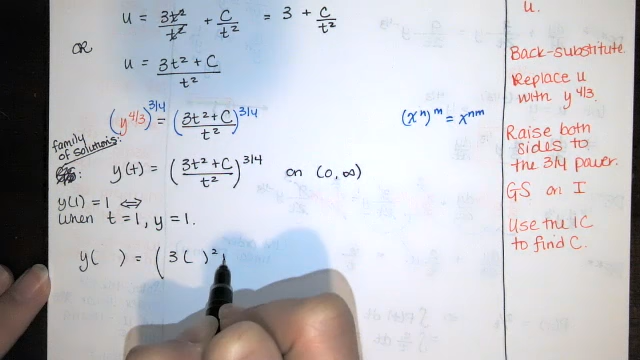 u = 3t²/t² + C/t² = 3 + C/t²
OR
u = (3t² + C)/t²
(y^4/3)^3/4 = ((3t² + C)/t²)^3/4
(xⁿ)ᵐ = xⁿᵐ
family of solutions:
y(t) = ((3t² + C)/t²)^3/4 on (0, ∞)
y(1) = 1 ⇔
when t = 1, y = 1.
y( ) = (3( )²
u.
Back-substitute.
Replace u
with y^4/3.
Raise both
sides to
the 3/4 power.
GS on I
Use the IC
to find C.